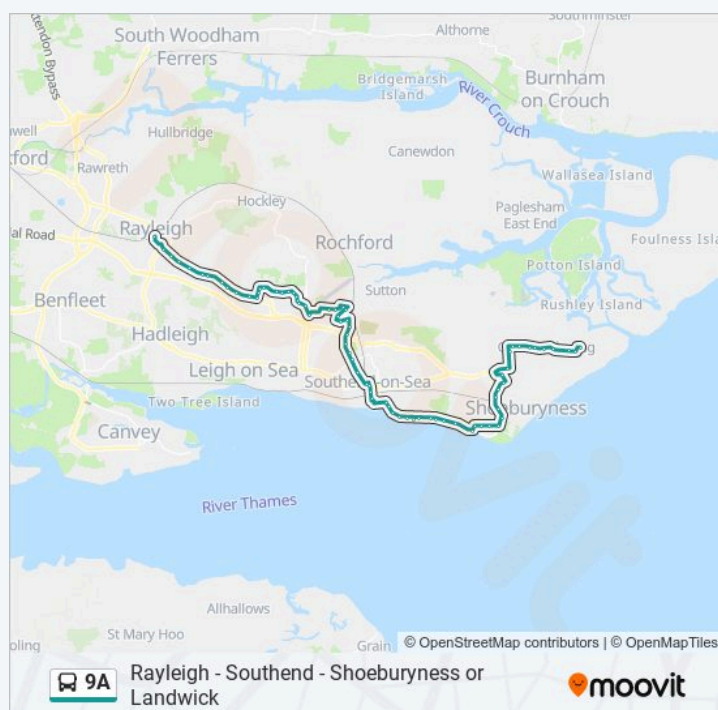 Southminster
South Woodham
Ferrers
Althorne
Burnham
on Crouch
Bridgemarsh
Island
River Crouch
Hullbridge
Canewdon
Wallasea Island
Rawreth
Hockley
Paglesham
East End
Rayleigh
Rochford
Foulness Isla
Potton Island
Sutton
Rushley Island
Benfleet
Hadleigh
Leigh on Sea
Southend-on-Sea
Shoeburyness
Two Tree Island
Canvey
River Thames
Allhallows
St Mary Hoo
Grain
© OpenStreetMap contributors | © OpenMapTiles
9A
Rayleigh - Southend - Shoeburyness or
Landwick
moovit